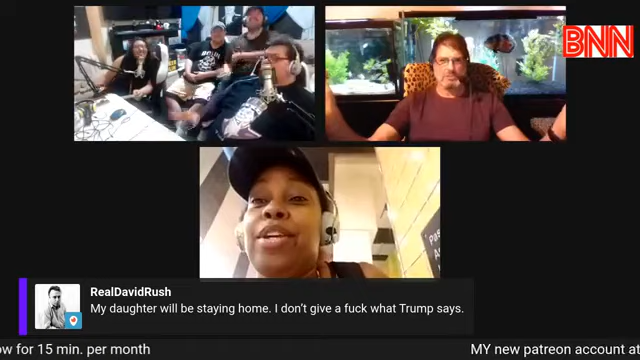 BNN
RealDavidRush
My daughter will be staying home. I don't give a fuck what Trump says.
ow for 15 min. per month
MY new patreon account at